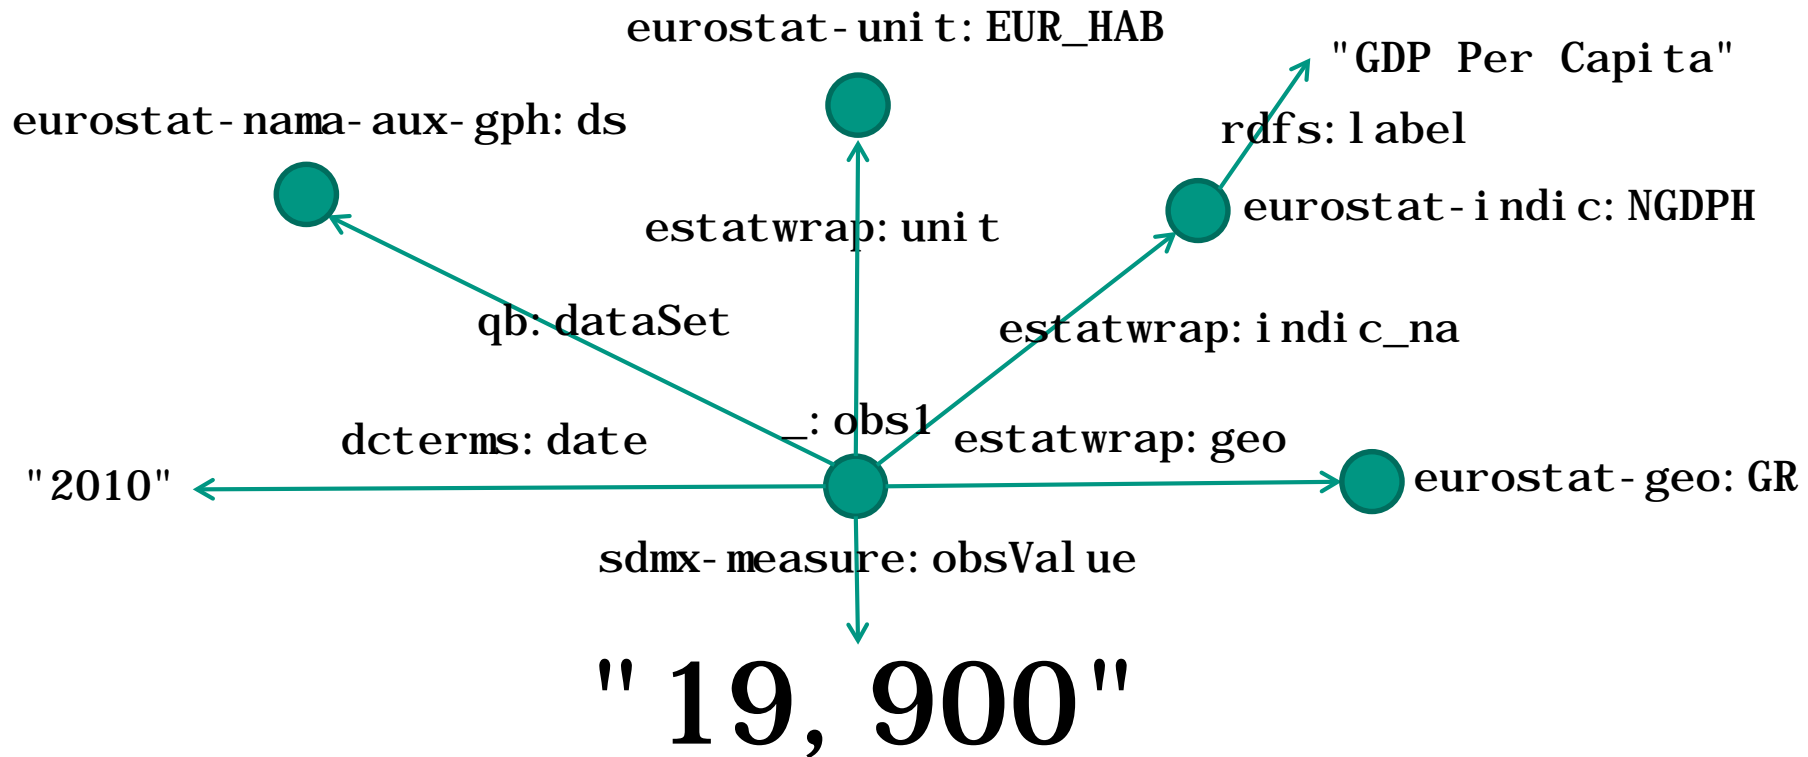 eurostat-unit:EUR_HAB
"GDP Per Capita"
eurostat-nama-aux-gph:ds
rdfs:label
eurostat-indic:NGDPH
estatwrap:unit
qb:dataSet
estatwrap:indic_na
_:obs1
dcterms:date
estatwrap:geo
"2010"
eurostat-geo:GR
sdmx-measure:obsValue
"19,900"